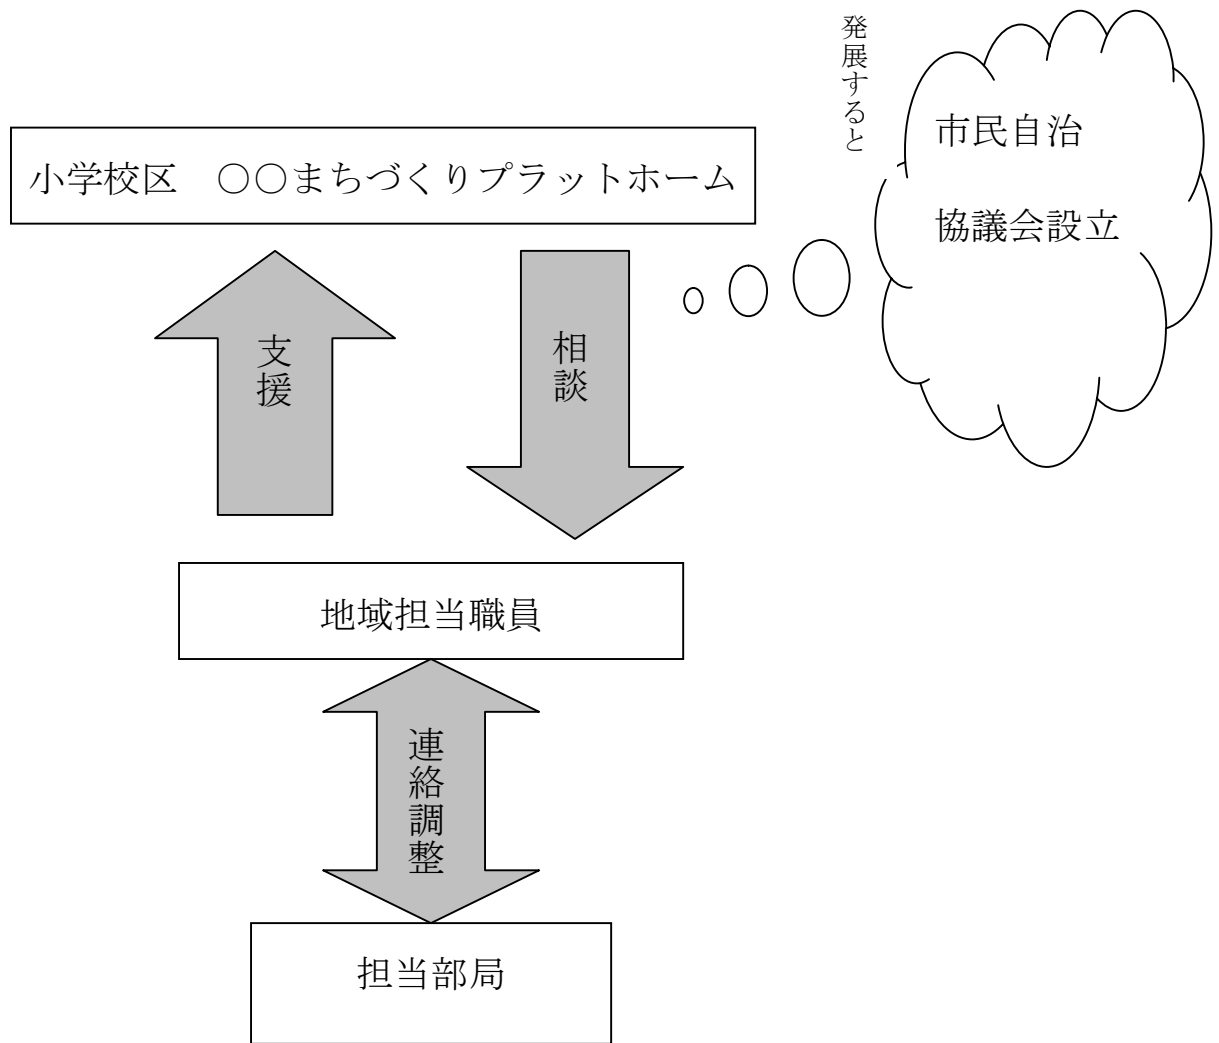 発展すると
市民自治
協議会設立
小学校区　〇〇まちづくりプラットホーム
支援
相談
地域担当職員
連絡調整
担当部局